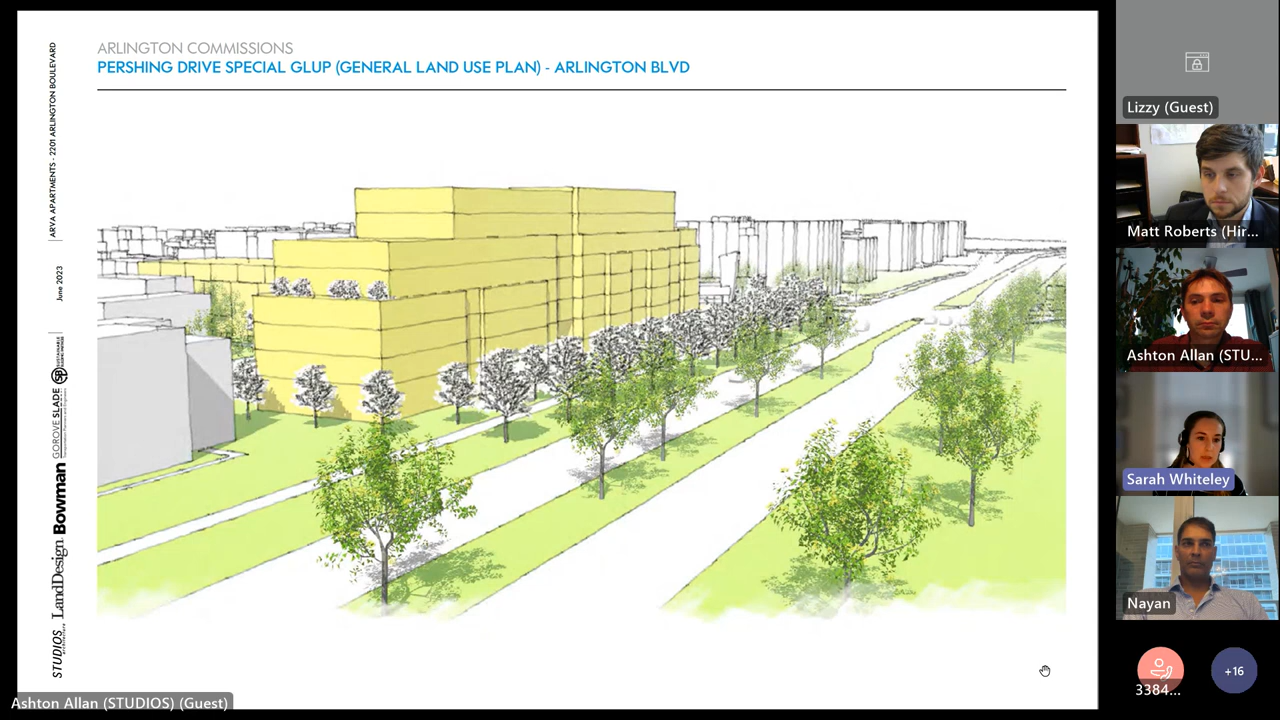 ARLINGTON COMMISSIONS
PERSHING DRIVE SPECIAL GLUP (GENERAL LAND USE PLAN) - ARLINGTON BLVD
ARVA APARTMENTS - 2201 ARLINGTON BOULEVARD
June 2023
GOROVE SLADE
Bowman
LandDesign
STUDIOS
architecture
Ashton Allan (STUDIOS) (Guest)
Lizzy (Guest)
Matt Roberts (Hir...
Ashton Allan (STU...
Sarah Whiteley
Nayan
3384...
+16